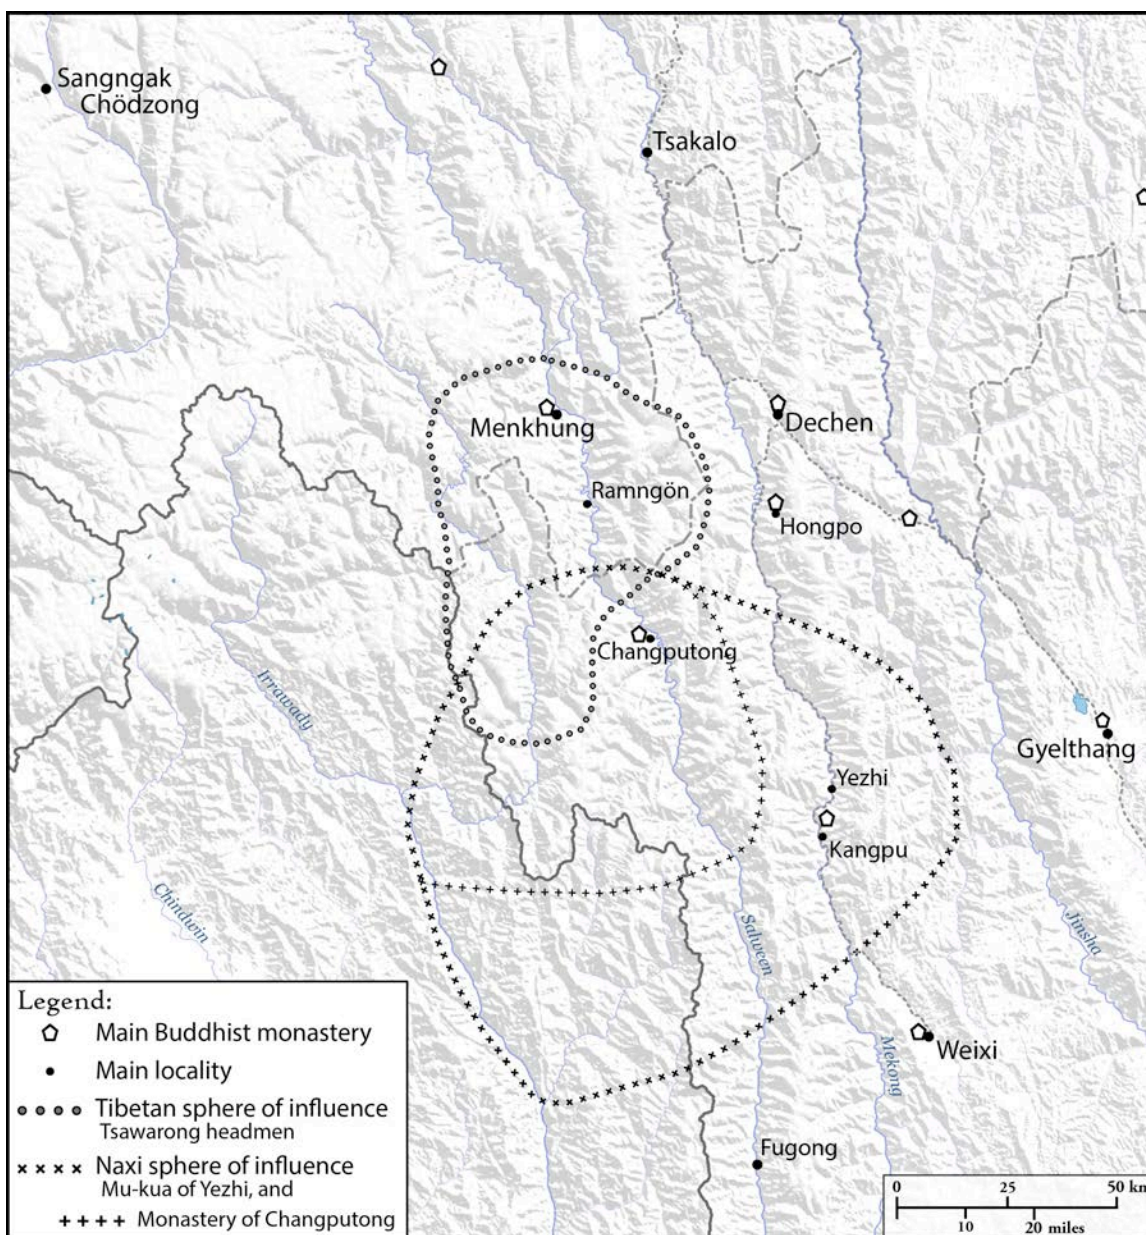 Sangngak
Chödzong
Tsakalo
Menkhung
Dechen
Ramngön
Hongpo
Changputong
Irrawady
Gyelthang
Yezhi
Kangpu
Chindwin
Salween
Jinsha
Mekong
Weixi
Fugong
Legend:
Main Buddhist monastery
Main locality
Tibetan sphere of influence
Tsawarong headmen
Naxi sphere of influence
Mu-kua of Yezhi, and
Monastery of Changputong
0 25 50 km
10 20 miles